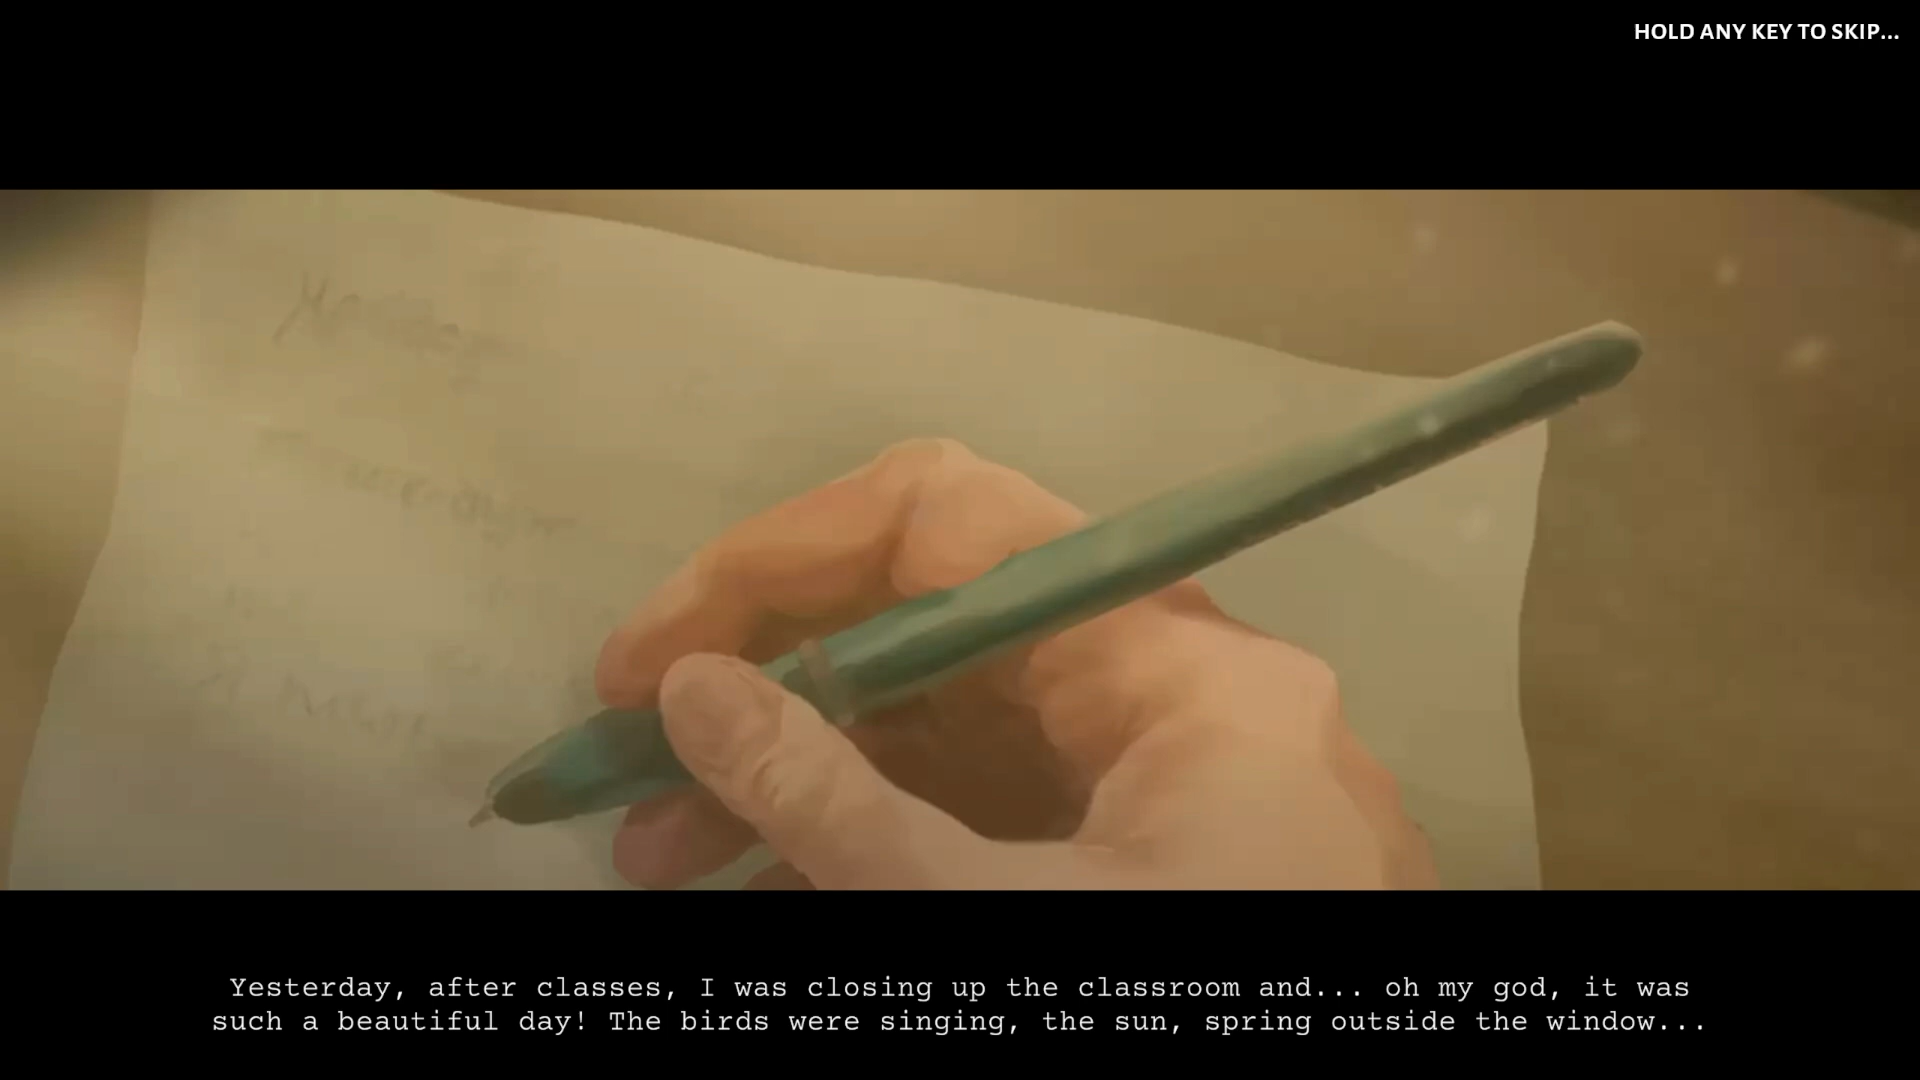 HOLD ANY KEY TO SKIP...
Yesterday, after classes, I was closing up the classroom and... oh my god, it was
such a beautiful day! The birds were singing, the sun, spring outside the window...